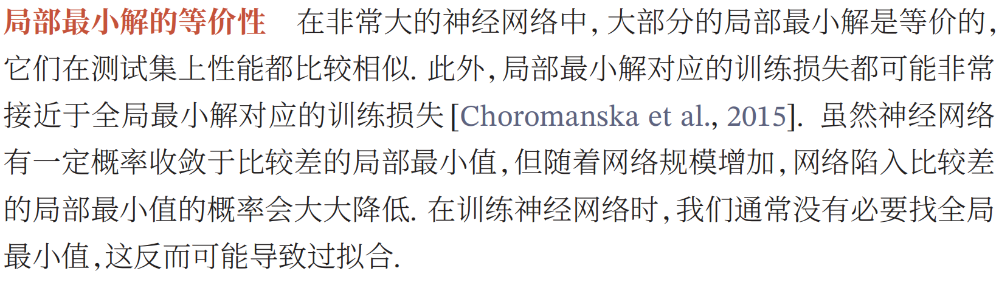 局部最小解的等价性 在非常大的神经网络中, 大部分的局部最小解是等价的,
它们在测试集上性能都比较相似. 此外, 局部最小解对应的训练损失都可能非常
接近于全局最小解对应的训练损失 [Choromanska et al., 2015]. 虽然神经网络
有一定概率收敛于比较差的局部最小值, 但随着网络规模增加, 网络陷入比较差
的局部最小值的概率会大大降低. 在训练神经网络时, 我们通常没有必要找全局
最小值, 这反而可能导致过拟合.